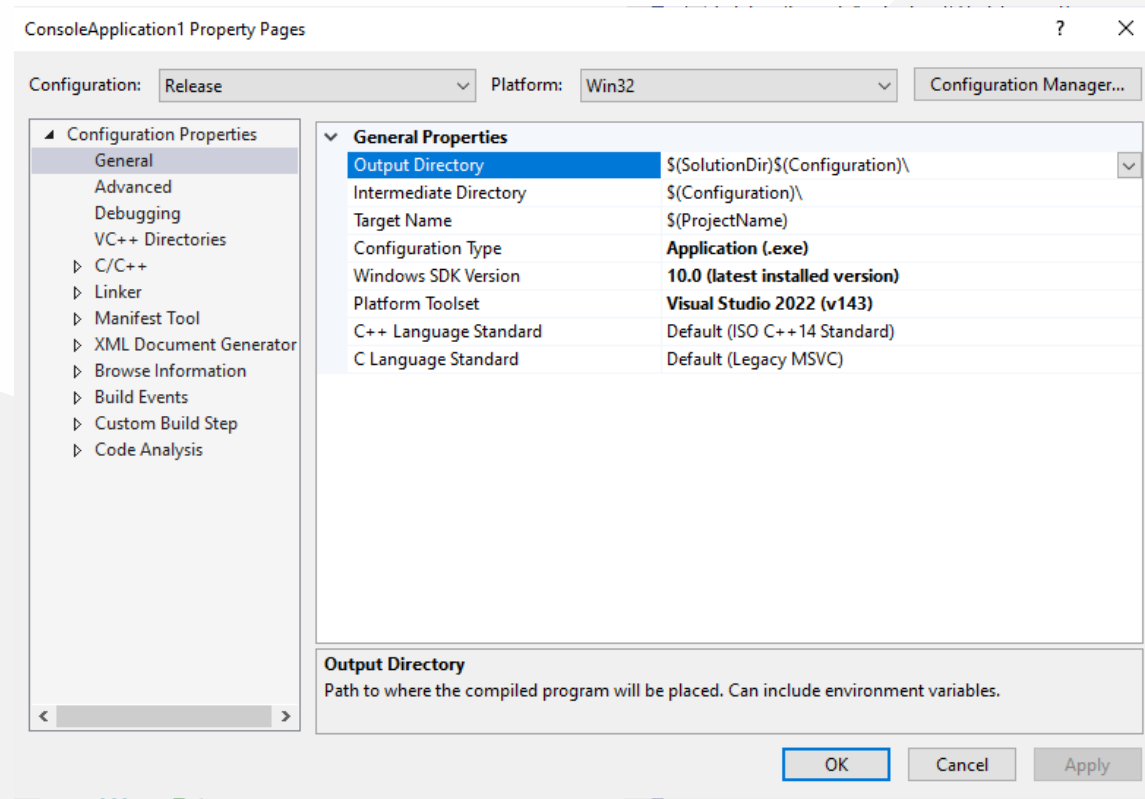 ConsoleApplication1 Property Pages ? ×
Configuration: Release Platform: Win32 Configuration Manager...
Configuration Properties
General
Advanced
Debugging
VC++ Directories
C/C++
Linker
Manifest Tool
XML Document Generator
Browse Information
Build Events
Custom Build Step
Code Analysis
General Properties
Output Directory $(SolutionDir)$(Configuration)\
Intermediate Directory $(Configuration)\
Target Name $(ProjectName)
Configuration Type Application (.exe)
Windows SDK Version 10.0 (latest installed version)
Platform Toolset Visual Studio 2022 (v143)
C++ Language Standard Default (ISO C++14 Standard)
C Language Standard Default (Legacy MSVC)
Output Directory
Path to where the compiled program will be placed. Can include environment variables.
OK Cancel Apply